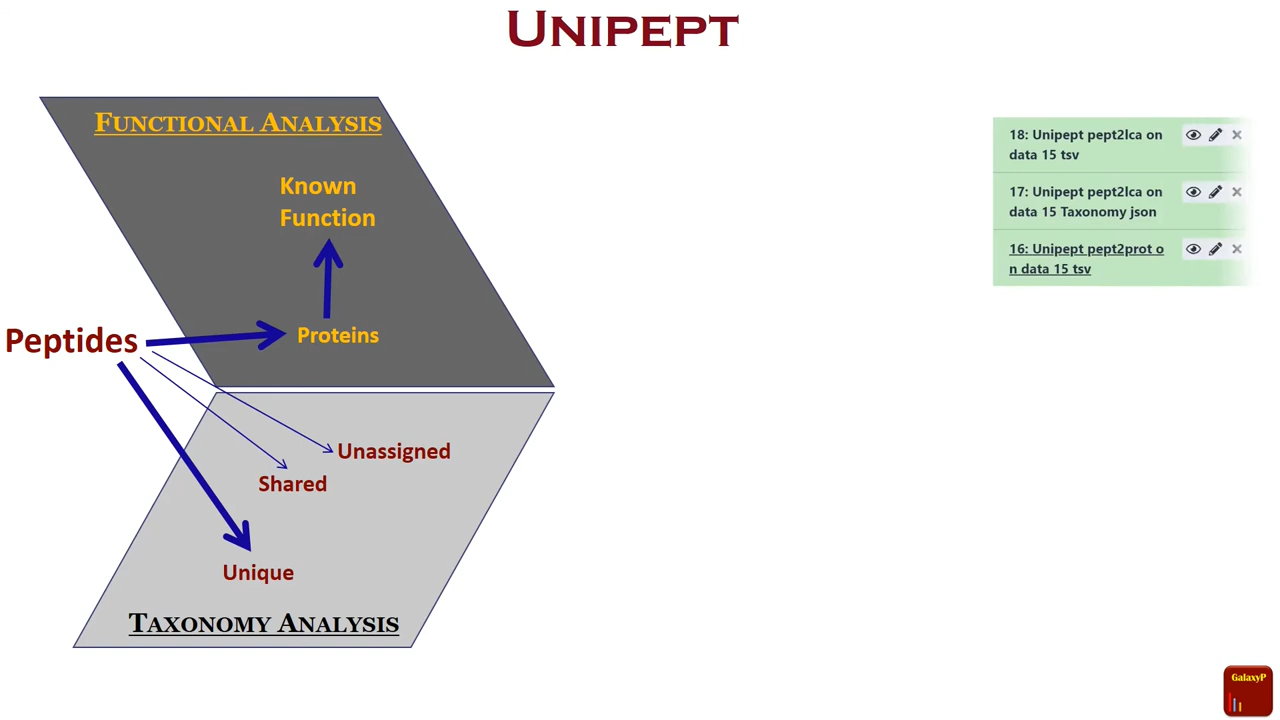 UNIPEPT
FUNCTIONAL ANALYSIS
Known
Function
Peptides
Proteins
Unassigned
Shared
Unique
TAXONOMY ANALYSIS
18: Unipept pept2lca on
data 15 tsv
17: Unipept pept2lca on
data 15 Taxonomy json
16: Unipept pept2prot o
n data 15 tsv
GalaxyP